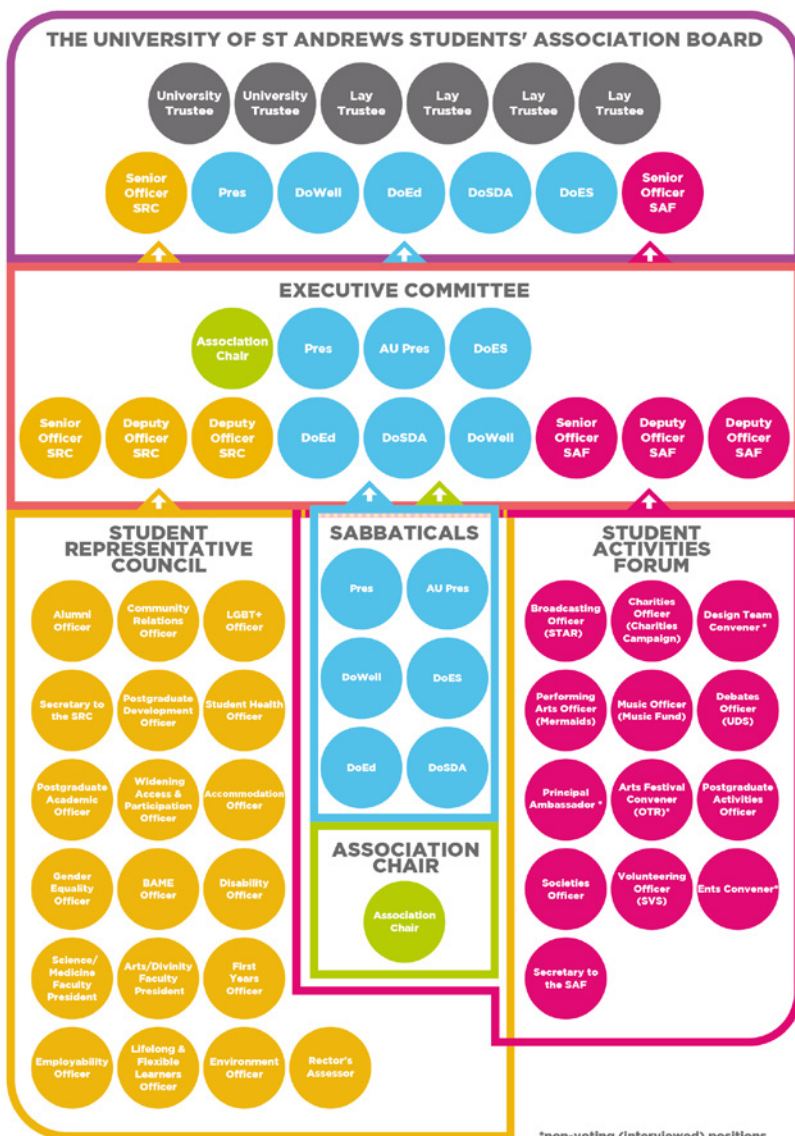 THE UNIVERSITY OF ST ANDREWS STUDENTS' ASSOCIATION BOARD
University
Trustee
University
Trustee
Lay
Trustee
Lay
Trustee
Lay
Trustee
Lay
Trustee
Senior
Officer
SRC
Pres
DoWell
DoEd
DoSDA
DoES
Senior
Officer
SAF
EXECUTIVE COMMITTEE
Association
Chair
Pres
AU Pres
DoES
Senior
Officer
SRC
Deputy
Officer
SRC
Deputy
Officer
SRC
DoEd
DoSDA
DoWell
Senior
Officer
SAF
Deputy
Officer
SAF
Deputy
Officer
SAF
STUDENT
REPRESENTATIVE
COUNCIL
Alumni
Officer
Community
Relations
Officer
LGBT+
Officer
Secretary to
the SRC
Postgraduate
Development
Officer
Student Health
Officer
Postgraduate
Academic
Officer
Widening
Access &
Participation
Officer
Accommodation
Officer
Gender
Equality
Officer
BAME
Officer
Disability
Officer
Science/
Medicine
Faculty
President
Arts/Divinity
Faculty
President
First
Years
Officer
Employability
Officer
Lifelong &
Flexible
Learners
Officer
Environment
Officer
Rector's
Assessor
SABBATICALS
Pres
AU Pres
DoWell
DoES
DoEd
DoSDA
ASSOCIATION
CHAIR
Association
Chair
STUDENT
ACTIVITIES
FORUM
Broadcasting
Officer
(STAR)
Charities
Officer
(Charities
Campaign)
Design Team
Convener *
Performing
Arts Officer
(Mermaids)
Music Officer
(Music Fund)
Debates
Officer
(UDS)
Principal
Ambassador *
Arts Festival
Convener
(OTR)*
Postgraduate
Activities
Officer
Societies
Officer
Volunteering
Officer
(SVS)
Ents Convener*
Secretary to
the SAF
*non-voting (interviewed) positions